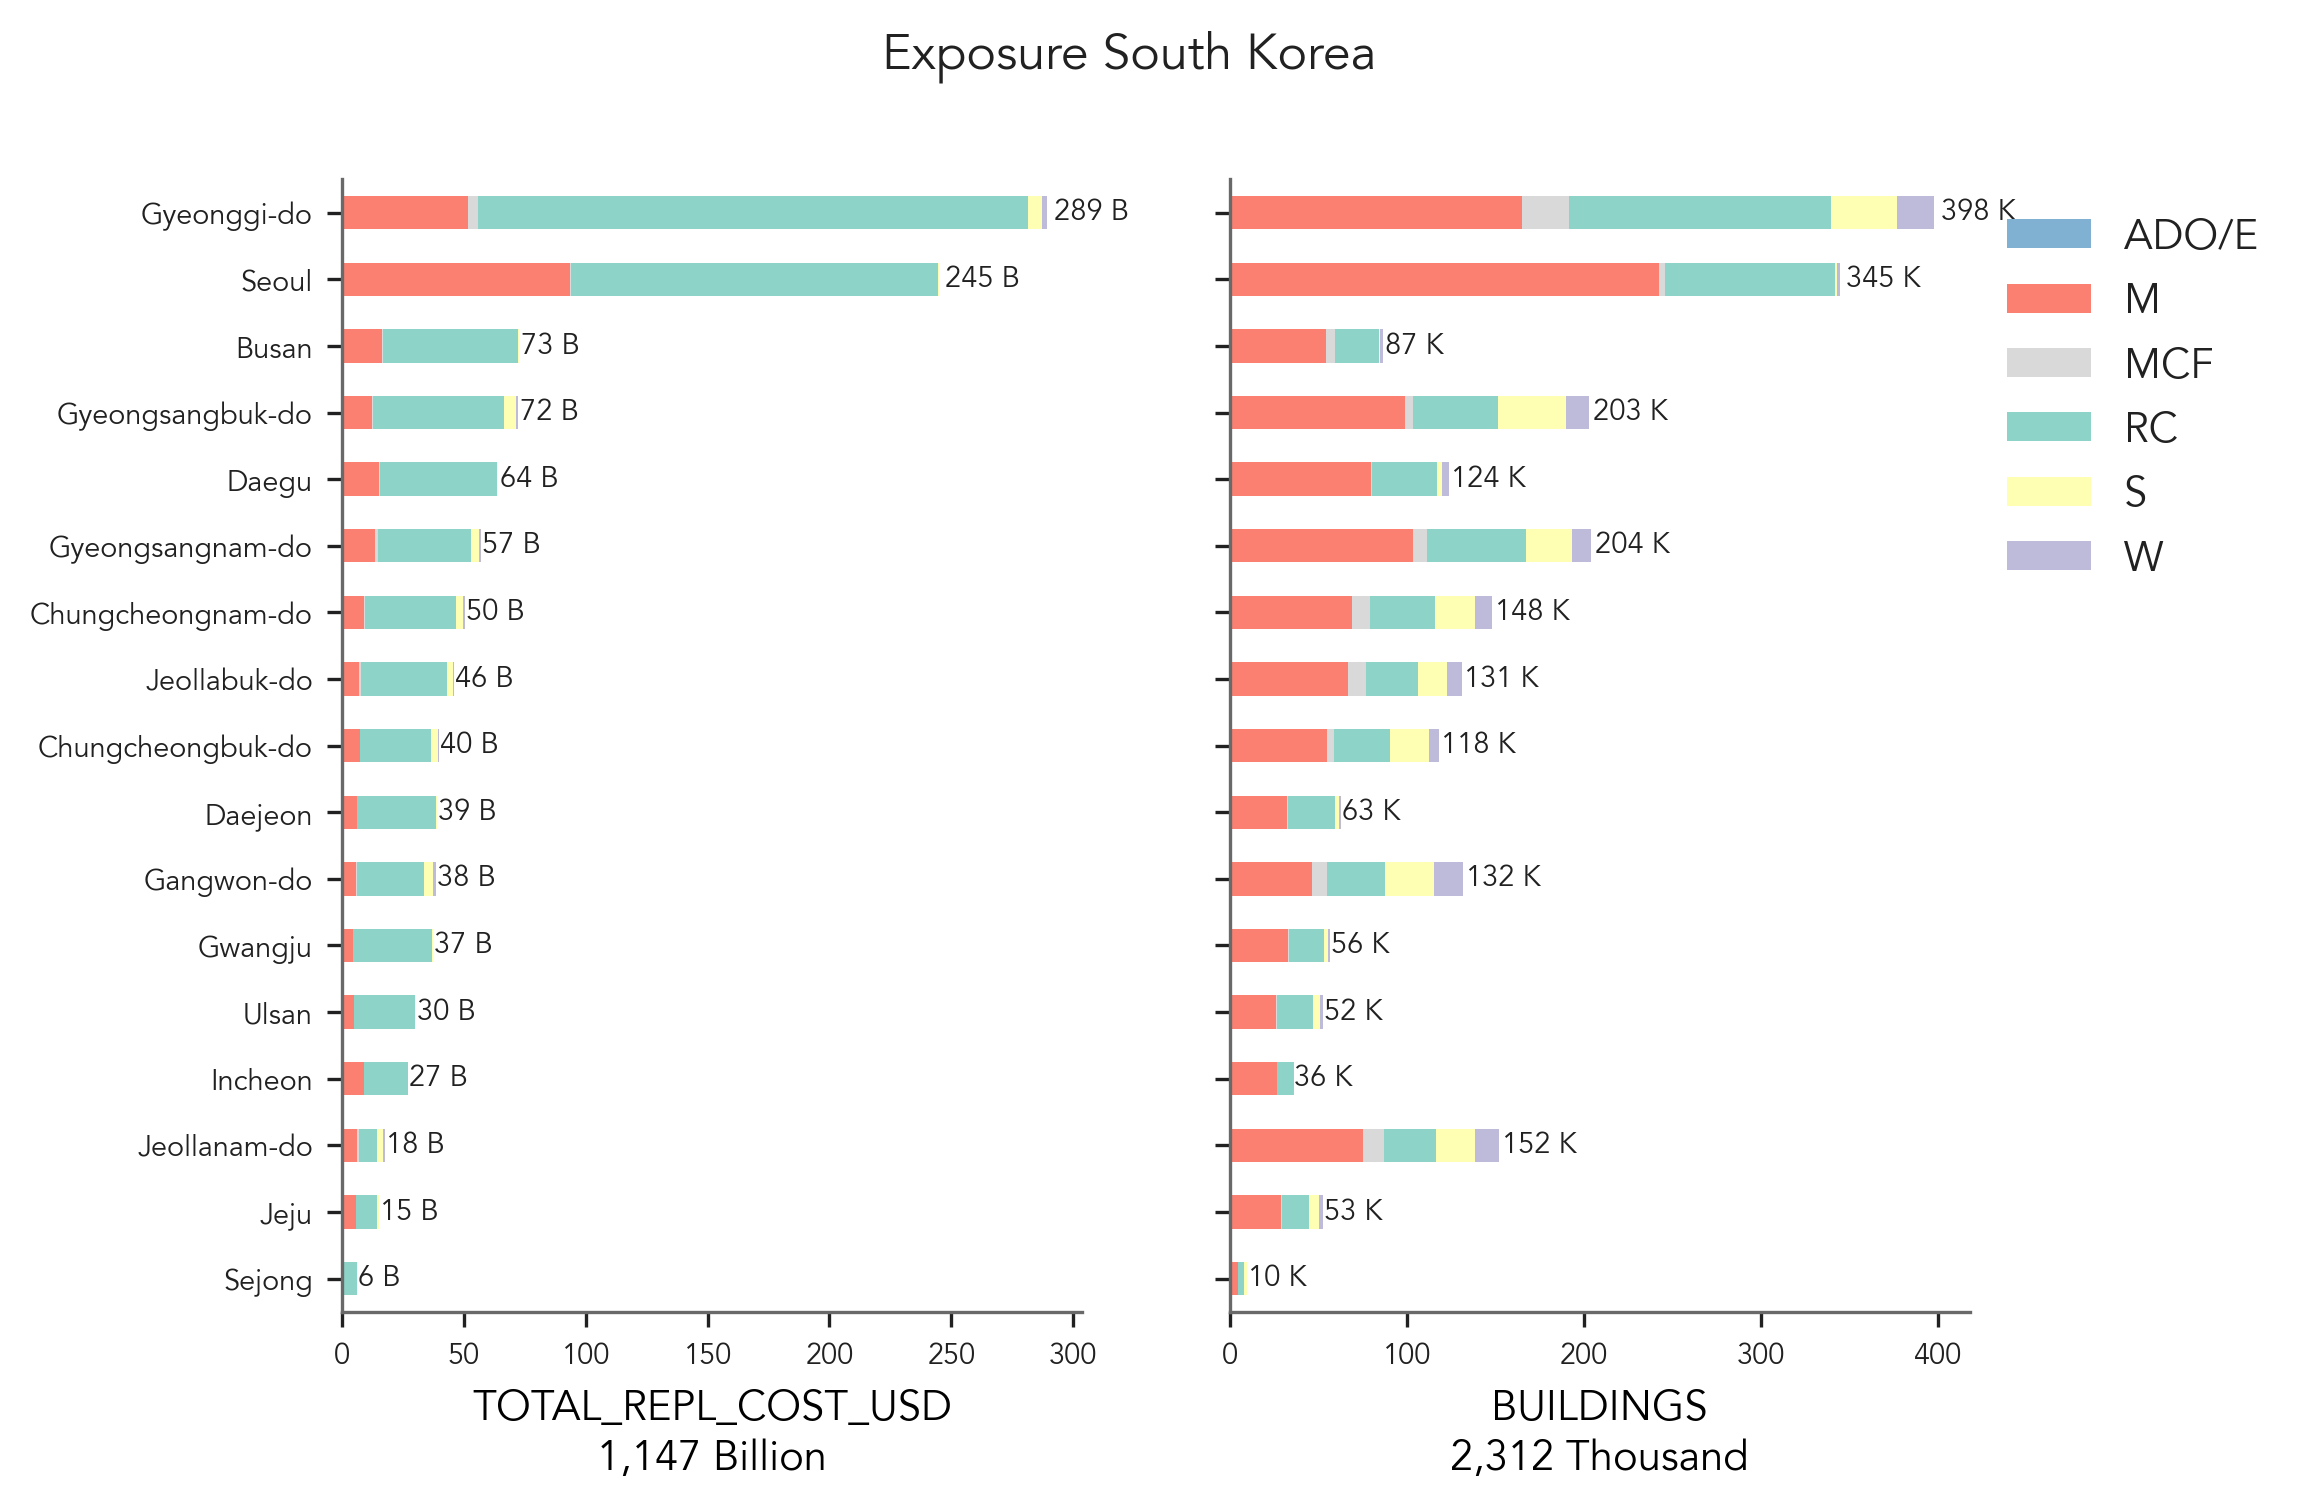 Exposure South Korea
Gyeonggi-do
Seoul
Busan
Gyeongsangbuk-do
Daegu
Gyeongsangnam-do
Chungcheongnam-do
Jeollabuk-do
Chungcheongbuk-do
Daejeon
Gangwon-do
Gwangju
Ulsan
Incheon
Jeollanam-do
Jeju
Sejong
289 B
245 B
73 B
72 B
64 B
57 B
50 B
46 B
40 B
39 B
38 B
37 B
30 B
27 B
18 B
15 B
6 B
0 50 100 150 200 250 300
TOTAL_REPL_COST_USD
1,147 Billion
398 K
345 K
87 K
203 K
124 K
204 K
148 K
131 K
118 K
63 K
132 K
56 K
52 K
36 K
152 K
53 K
10 K
0 100 200 300 400
BUILDINGS
2,312 Thousand
ADO/E
M
MCF
RC
S
W